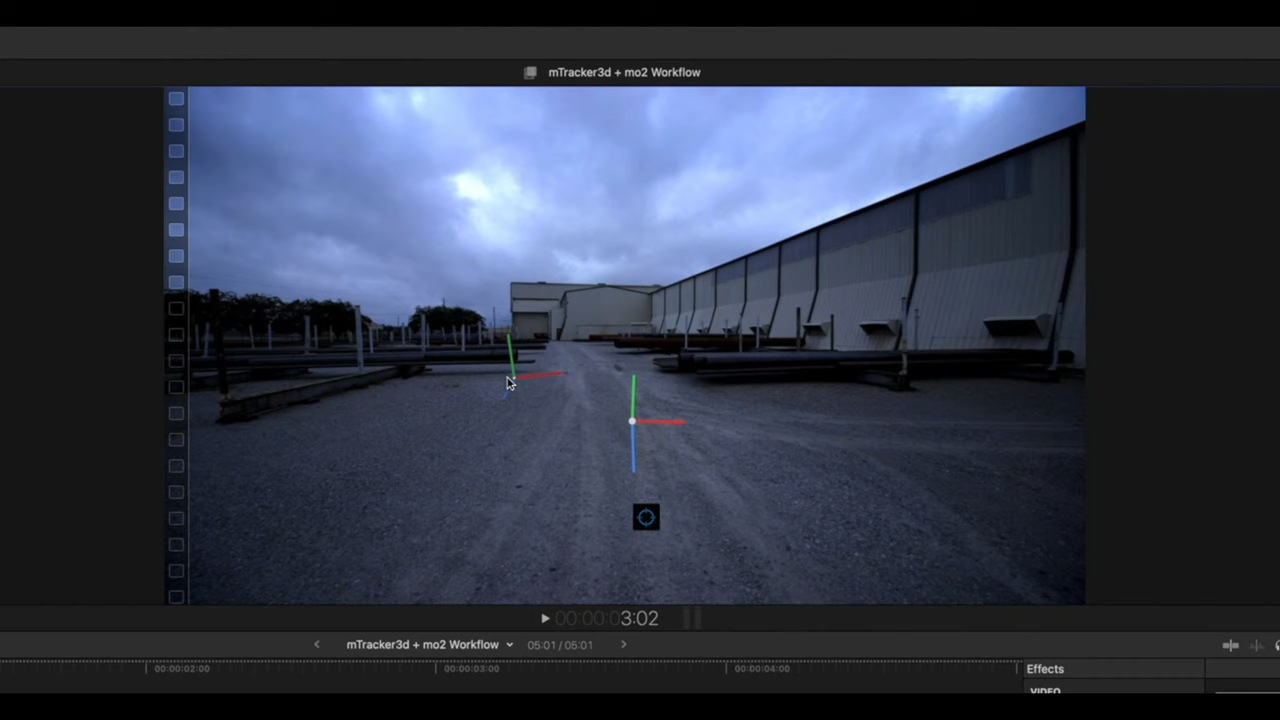 mTracker3d + mo2 Workflow
00:00:03:02
mTracker3d + mo2 Workflow
05:01 / 05:01
00:00:02:00
00:00:03:00
00:00:04:00
Effects
VIDEO